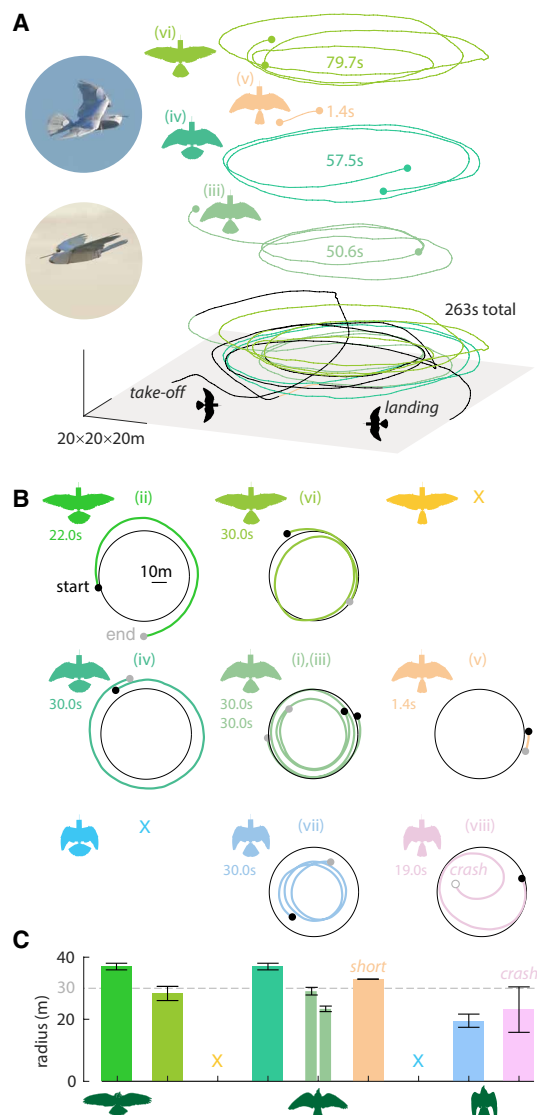 A
(vi)
79.7s
(v)
1.4s
(iv)
57.5s
(iii)
50.6s
263s total
take-off
landing
20×20×20m
B
(ii)
(vi)
X
22.0s
30.0s
start
10m
end
(iv)
(i),(iii)
(v)
30.0s
30.0s
30.0s
1.4s
X
(vii)
(viii)
30.0s
19.0s
crash
C
40
short
crash
30
20
X
X
0
radius (m)